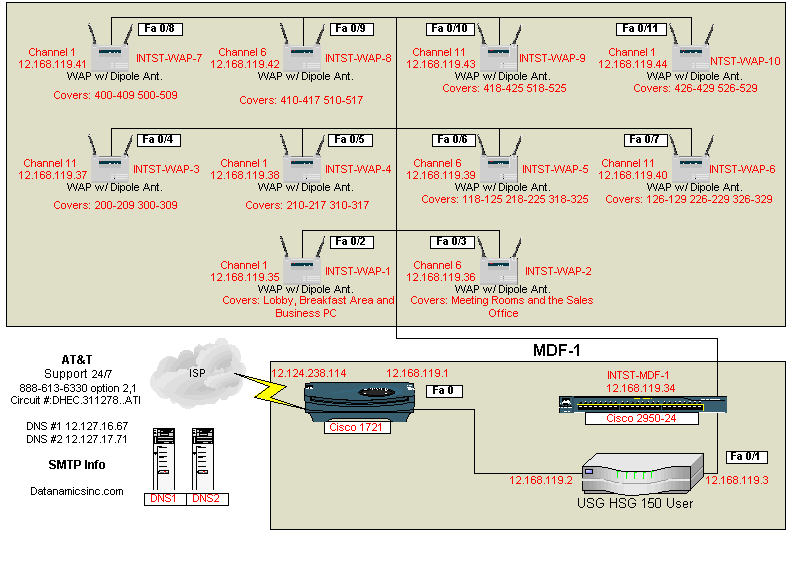 Fa 0/8
Channel 1
12.168.119.41
INTST-WAP-7
WAP w/ Dipole Ant.
Covers: 400-409 500-509
Fa 0/9
Channel 6
12.168.119.42
INTST-WAP-8
WAP w/ Dipole Ant.
Covers: 410-417 510-517
Fa 0/10
Channel 11
12.168.119.43
INTST-WAP-9
WAP w/ Dipole Ant.
Covers: 418-425 518-525
Fa 0/11
Channel 1
12.168.119.44
NTST-WAP-10
WAP w/ Dipole Ant.
Covers: 426-429 526-529
Fa 0/4
Channel 11
12.168.119.37
INTST-WAP-3
WAP w/ Dipole Ant.
Covers: 200-209 300-309
Fa 0/5
Channel 1
12.168.119.38
INTST-WAP-4
WAP w/ Dipole Ant.
Covers: 210-217 310-317
Fa 0/6
Channel 6
12.168.119.39
INTST-WAP-5
WAP w/ Dipole Ant.
Covers: 118-125 218-225 318-325
Fa 0/7
Channel 11
12.168.119.40
INTST-WAP-6
WAP w/ Dipole Ant.
Covers: 126-129 226-229 326-329
Fa 0/2
Channel 1
12.168.119.35
INTST-WAP-1
WAP w/ Dipole Ant.
Covers: Lobby, Breakfast Area and
Business PC
Fa 0/3
Channel 6
12.168.119.36
INTST-WAP-2
WAP w/ Dipole Ant.
Covers: Meeting Rooms and the Sales
Office
MDF-1
AT&T
Support 24/7
888-613-6330 option 2,1
Circuit #:DHEC.311278..ATI
DNS #1 12.127.16.67
DNS #2 12.127.17.71
SMTP Info
Datanamicsinc.com
ISP
DNS1
DNS2
12.124.238.114
12.168.119.1
Fa 0
Cisco 1721
INTST-MDF-1
12.168.119.34
Cisco 2950-24
Fa 0/1
12.168.119.2
12.168.119.3
USG HSG 150 User